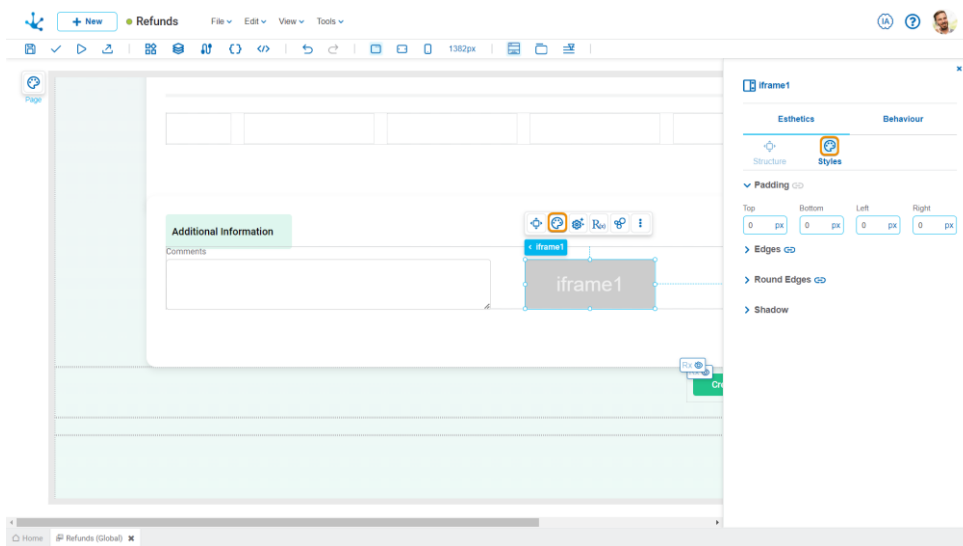 + New
Refunds
File
Edit
View
Tools
IA
?
1382px
Page
iframe1
Esthetics
Behaviour
Structure
Styles
Padding
Top
Bottom
Left
Right
0 px
0 px
0 px
0 px
Edges
Round Edges
Shadow
Additional Information
Comments
iframe1
iframe1
Rx
Home
Refunds (Global)